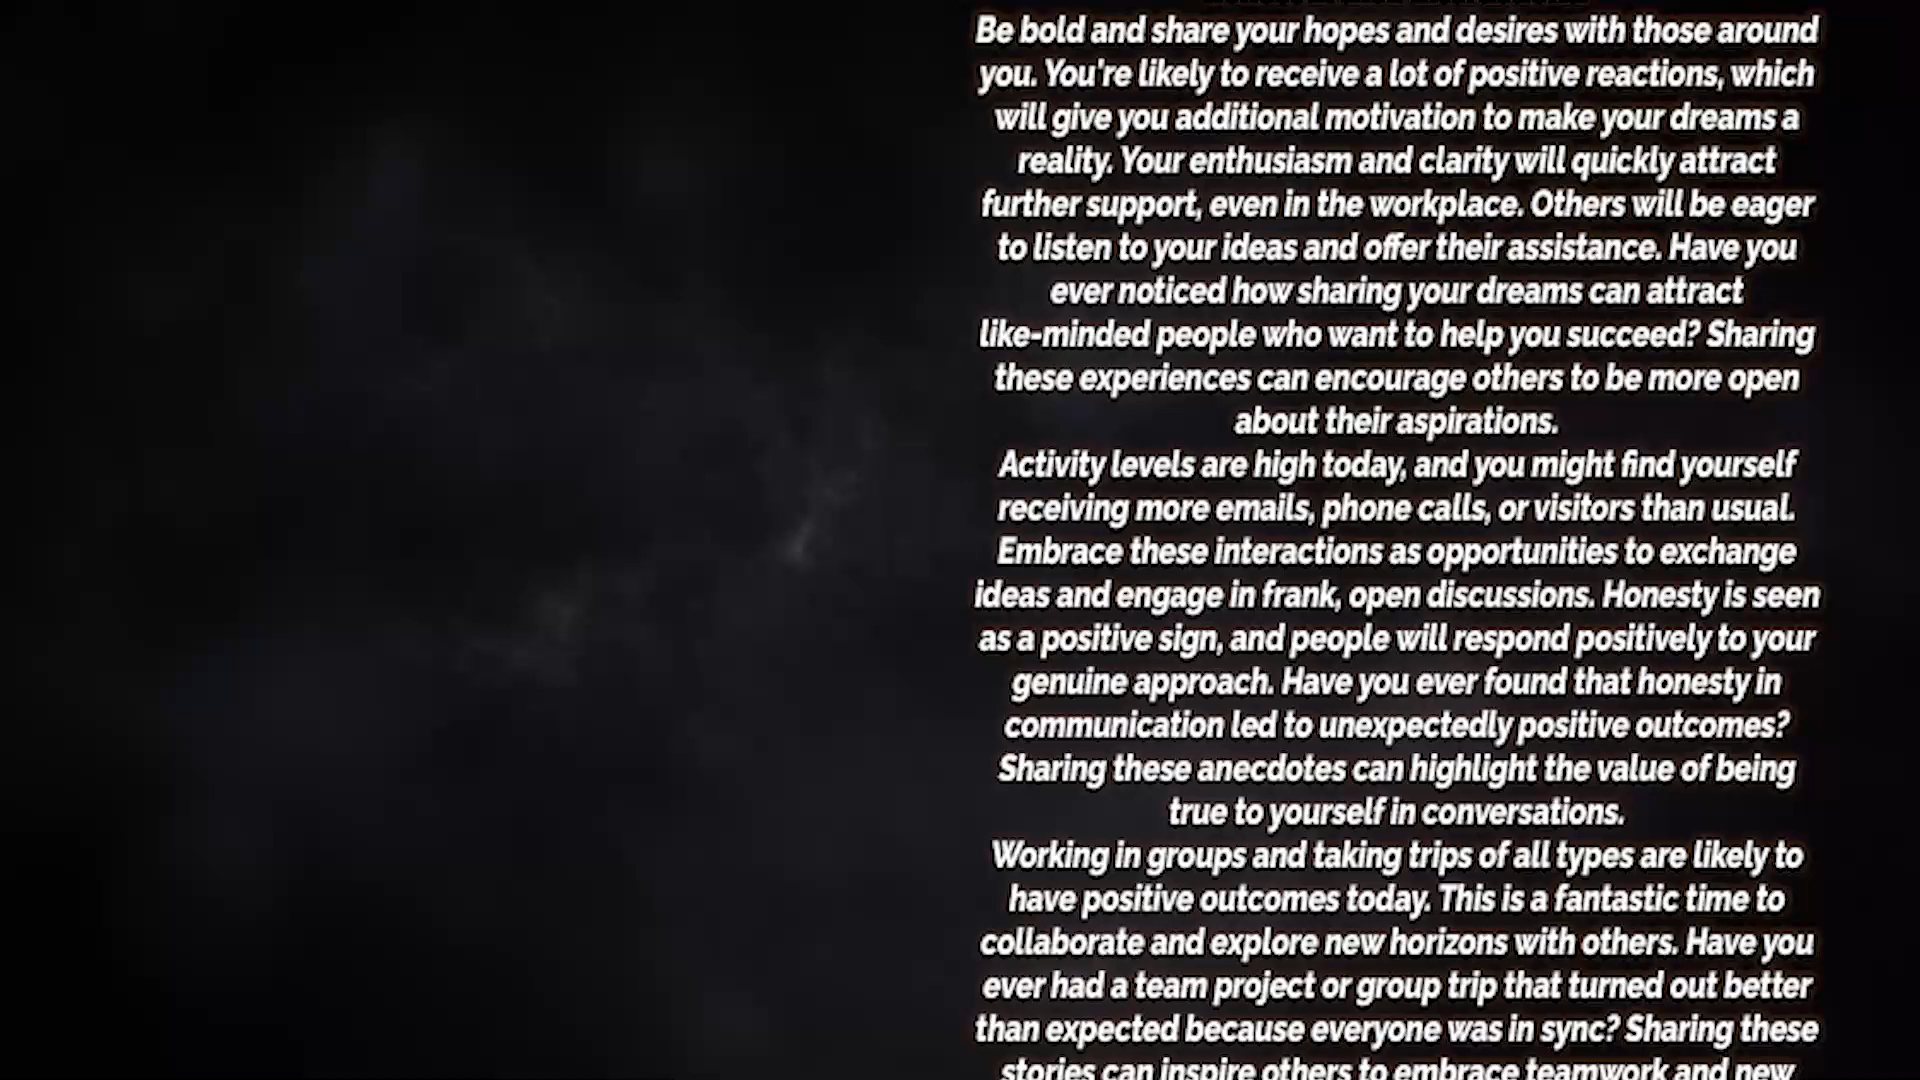 Be bold and share your hopes and desires with those around
you. You're likely to receive a lot of positive reactions, which
will give you additional motivation to make your dreams a
reality. Your enthusiasm and clarity will quickly attract
further support, even in the workplace. Others will be eager
to listen to your ideas and offer their assistance. Have you
ever noticed how sharing your dreams can attract
like-minded people who want to help you succeed? Sharing
these experiences can encourage others to be more open
about their aspirations.
Activity levels are high today, and you might find yourself
receiving more emails, phone calls, or visitors than usual.
Embrace these interactions as opportunities to exchange
ideas and engage in frank, open discussions. Honesty is seen
as a positive sign, and people will respond positively to your
genuine approach. Have you ever found that honesty in
communication led to unexpectedly positive outcomes?
Sharing these anecdotes can highlight the value of being
true to yourself in conversations.
Working in groups and taking trips of all types are likely to
have positive outcomes today. This is a fantastic time to
collaborate and explore new horizons with others. Have you
ever had a team project or group trip that turned out better
than expected because everyone was in sync? Sharing these
stories can inspire others to embrace teamwork and new